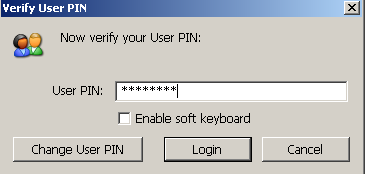 Verify User PIN
Now verify your User PIN:
User PIN: ********
Enable soft keyboard
Change User PIN Login Cancel